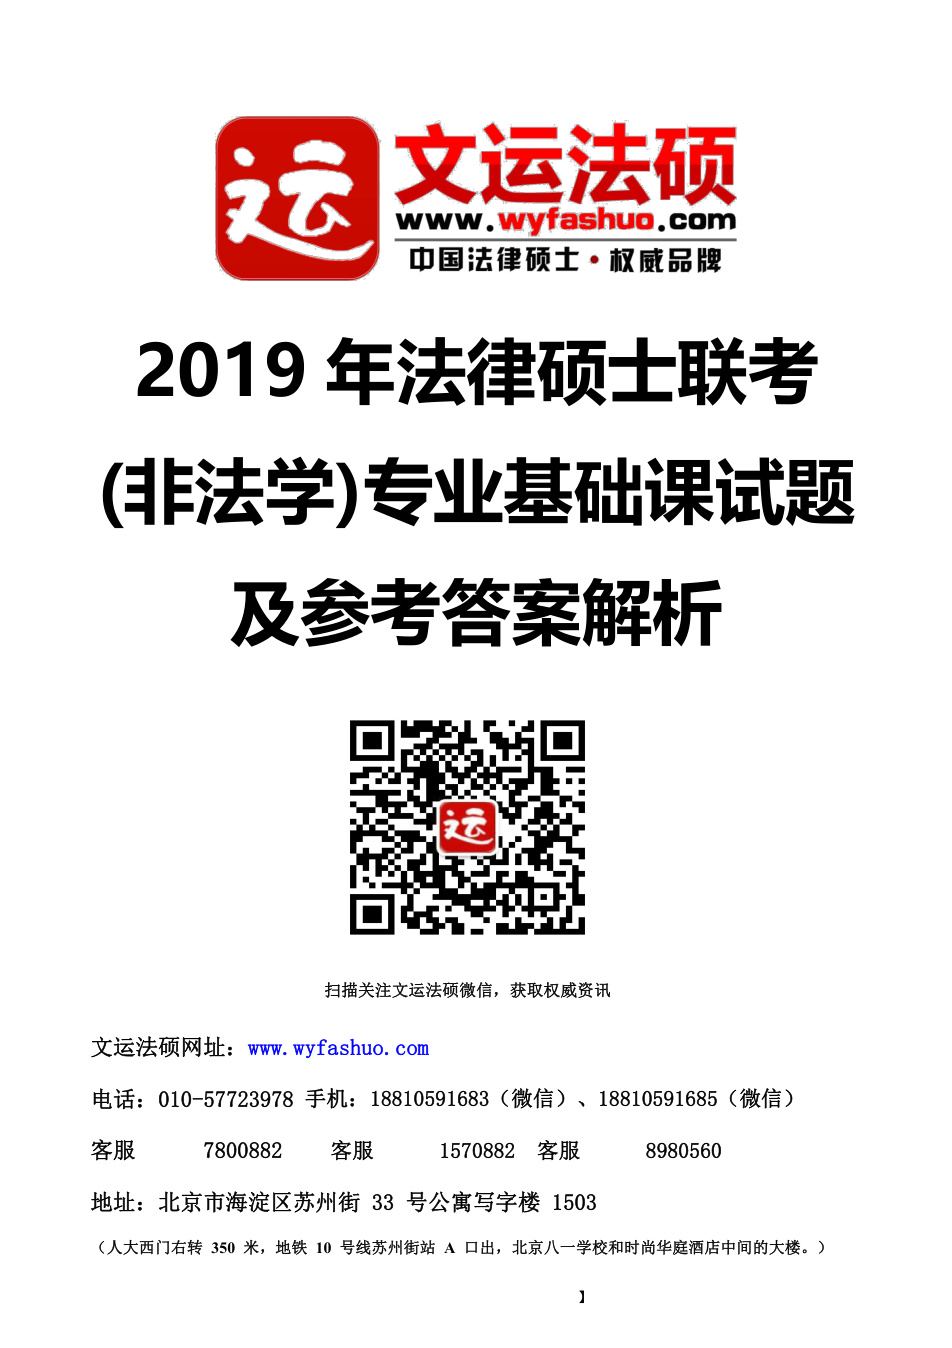 运
文运法硕
www.wyfashuo.com
中国法律硕士·权威品牌
2019 年法律硕士联考
(非法学)专业基础课试题
及参考答案解析
运
扫描关注文运法硕微信，获取权威资讯
文运法硕网址：www.wyfashuo.com
电话：010-57723978 手机：18810591683（微信）、18810591685（微信）
客服 7800882 客服 1570882 客服 8980560
地址：北京市海淀区苏州街 33 号公寓写字楼 1503
（人大西门右转 350 米，地铁 10 号线苏州街站 A 口出，北京八一学校和时尚华庭酒店中间的大楼。）
】